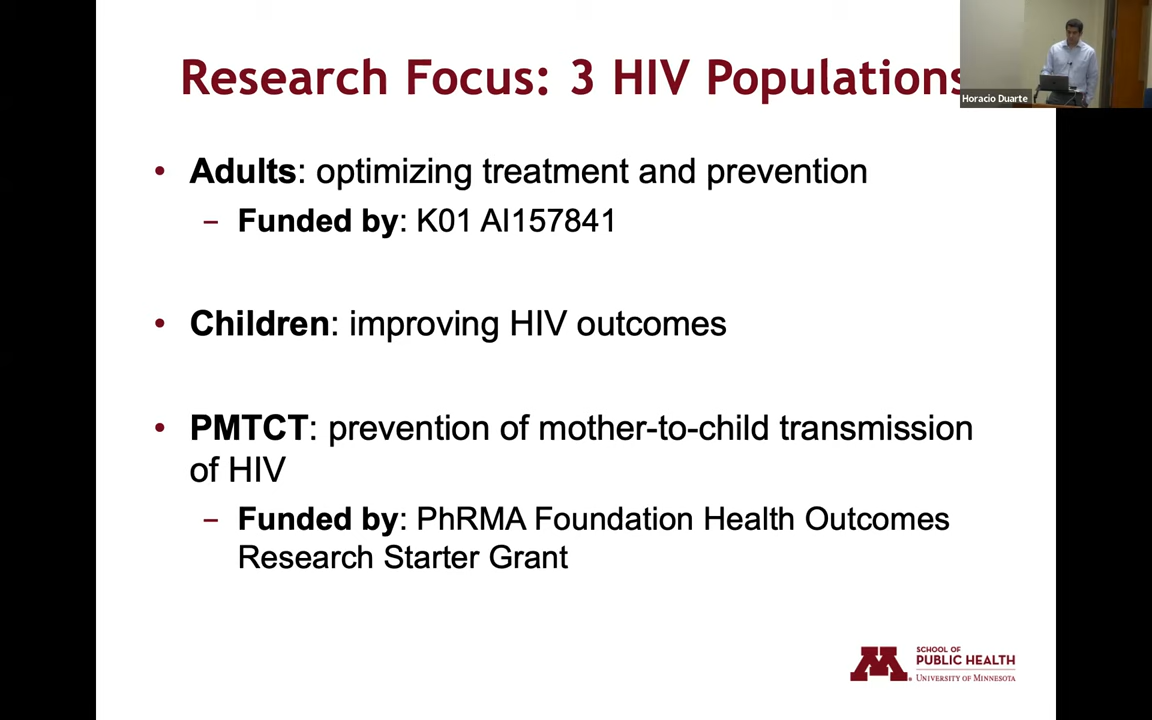 Research Focus: 3 HIV Populations
Horacio Duarte
• Adults: optimizing treatment and prevention
– Funded by: K01 AI157841
• Children: improving HIV outcomes
• PMTCT: prevention of mother-to-child transmission
of HIV
– Funded by: PhRMA Foundation Health Outcomes
Research Starter Grant
M
SCHOOL OF
PUBLIC HEALTH
UNIVERSITY OF MINNESOTA